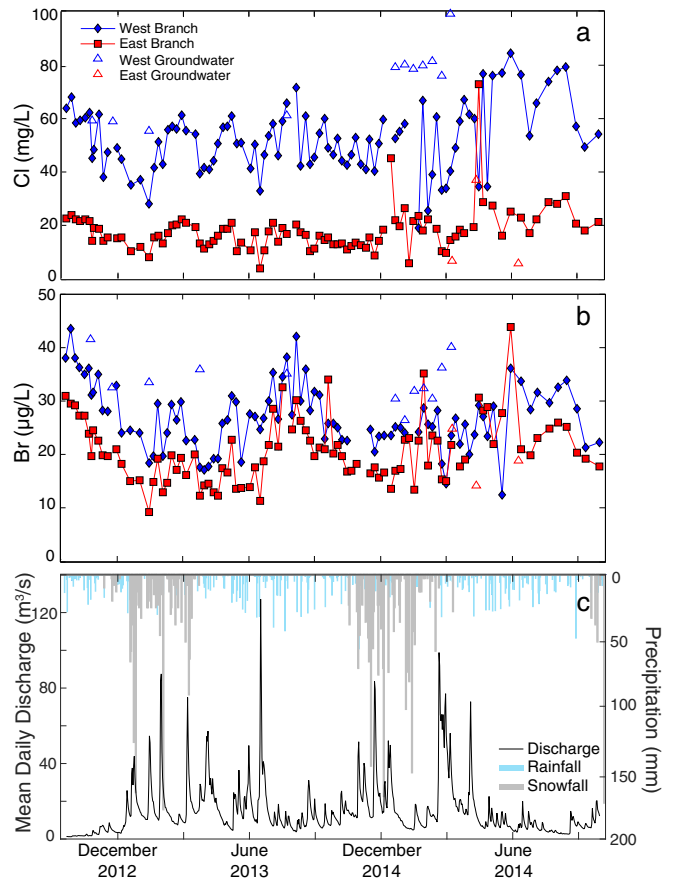 100
80
60
40
20
0
Cl (mg/L)
West Branch
East Branch
West Groundwater
East Groundwater
a
50
40
30
20
10
0
Br (µg/L)
b
120
80
40
0
Mean Daily Discharge (m³/s)
c
0
50
100
150
200
Precipitation (mm)
Discharge
Rainfall
Snowfall
December
2012
June
2013
December
2014
June
2014